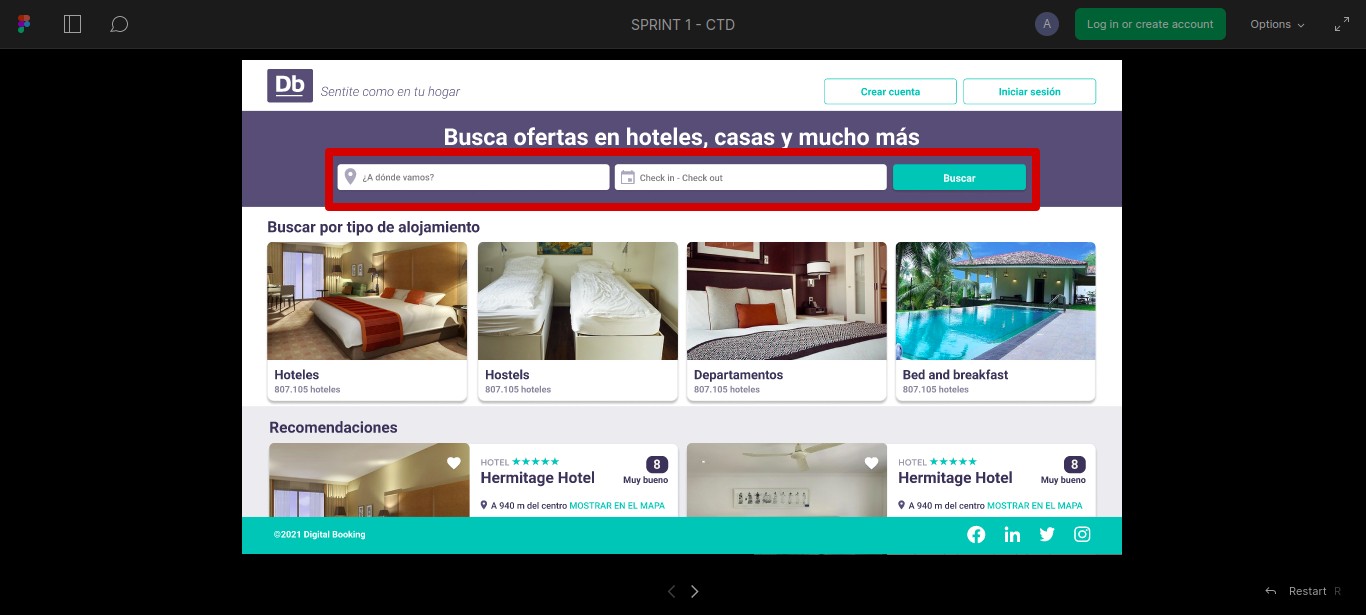 SPRINT 1 - CTD
A
Log in or create account
Options
Db
Sentite como en tu hogar
Crear cuenta
Iniciar sesión
Busca ofertas en hoteles, casas y mucho más
¿A dónde vamos?
Check in - Check out
Buscar
Buscar por tipo de alojamiento
Hoteles
807.105 hoteles
Hostels
807.105 hoteles
Departamentos
807.105 hoteles
Bed and breakfast
807.105 hoteles
Recomendaciones
HOTEL ★★★★★
8
Hermitage Hotel
Muy bueno
A 940 m del centro MOSTRAR EN EL MAPA
HOTEL ★★★★★
8
Hermitage Hotel
Muy bueno
A 940 m del centro MOSTRAR EN EL MAPA
©2021 Digital Booking
Restart R